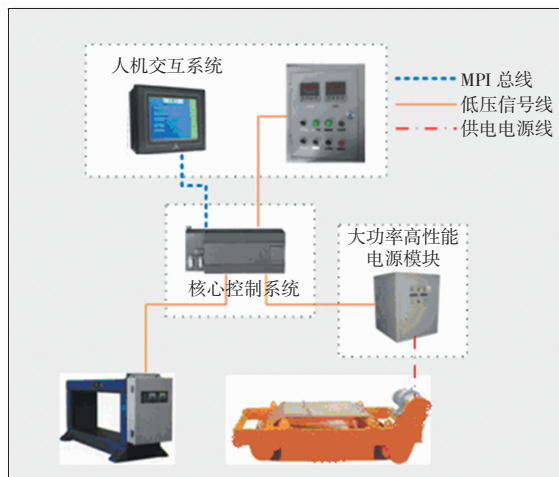 人机交互系统
MPI 总线
低压信号线
供电电源线
大功率高性能
电源模块
核心控制系统